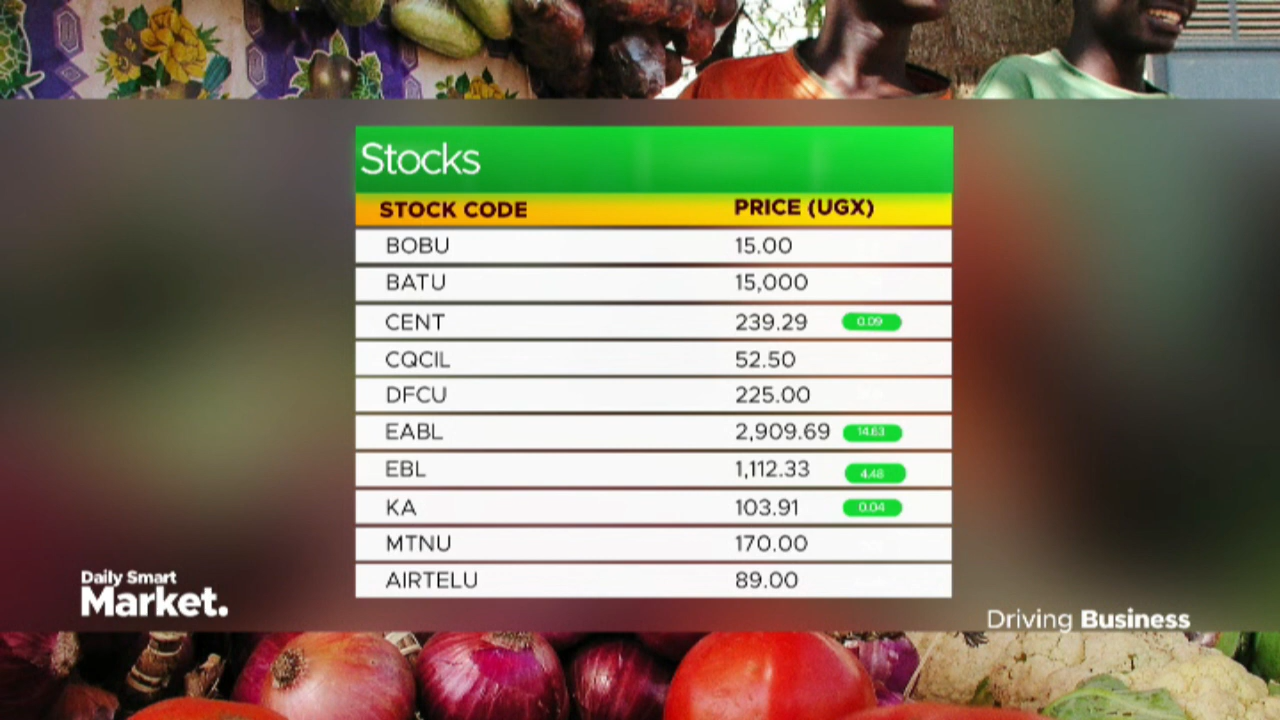 Stocks
STOCK CODE PRICE (UGX)
BOBU 15.00
BATU 15,000
CENT 239.29 0.09
CQCIL 52.50
DFCU 225.00
EABL 2,909.69 14.63
EBL 1,112.33 4.48
KA 103.91 0.04
MTNU 170.00
AIRTELU 89.00
Daily Smart
Market.
Driving Business